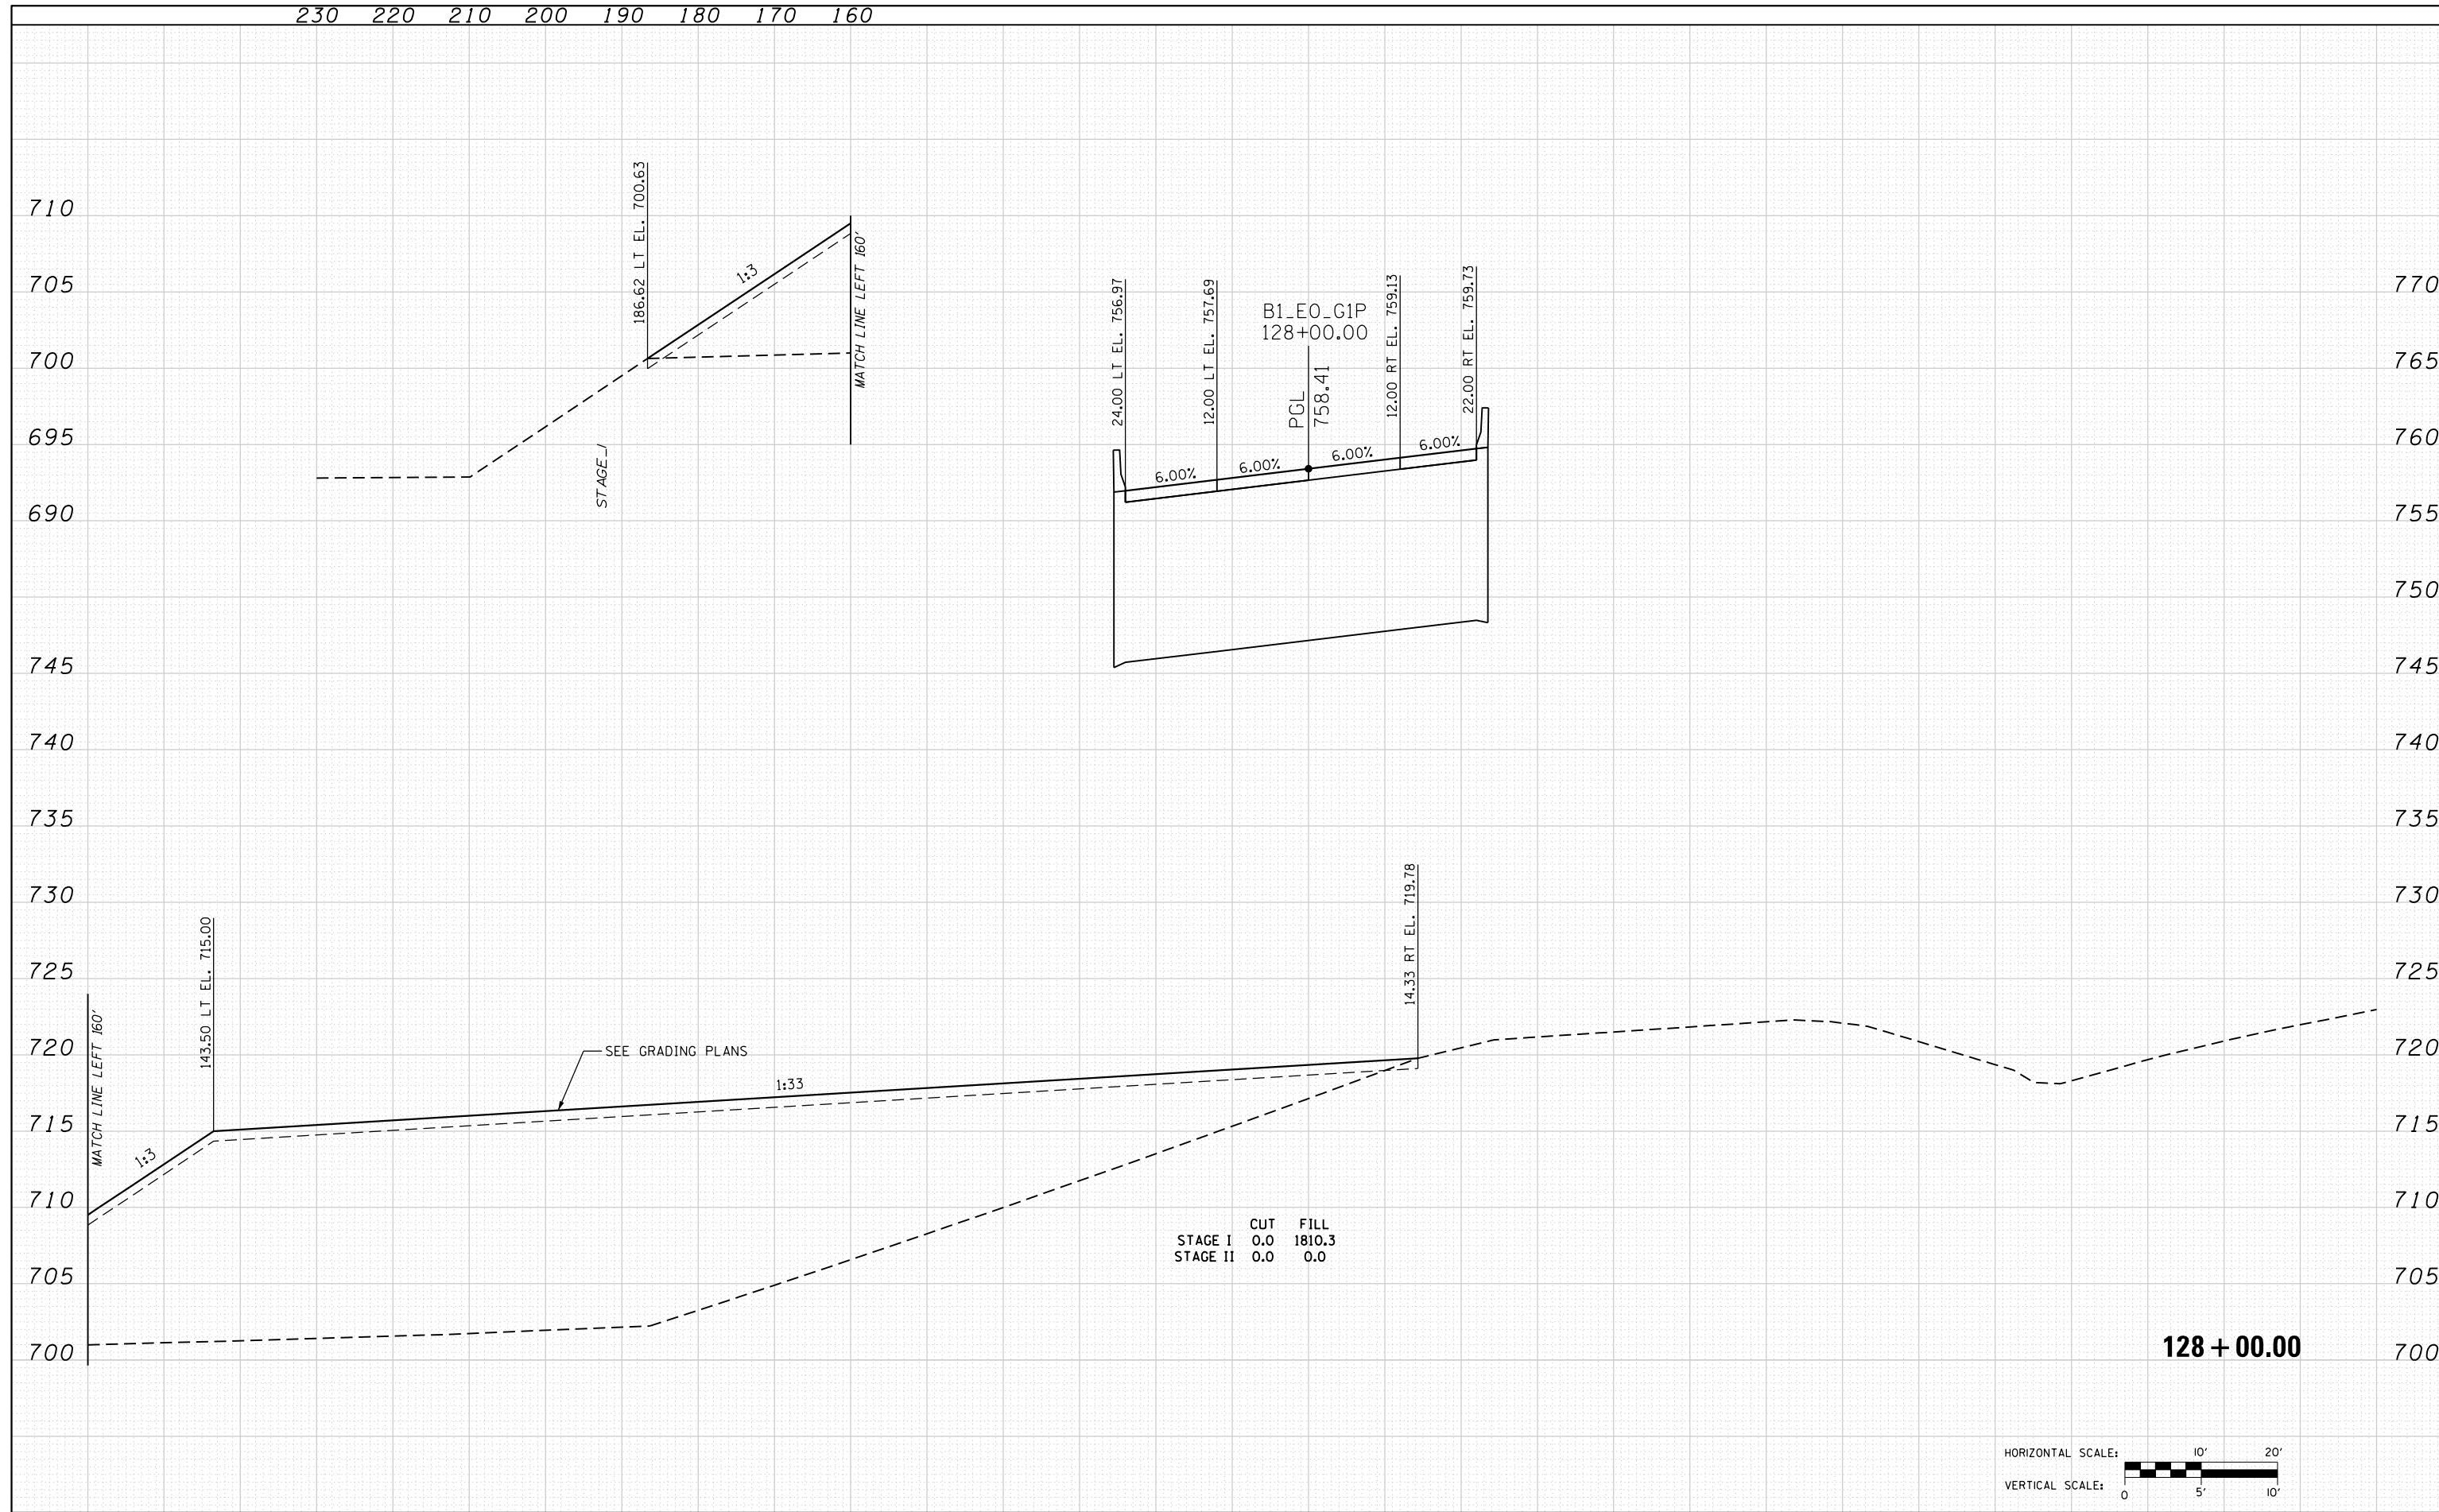 230 220 210 200 190 180 170 160
710
705
700
695
690
745
740
735
730
725
720
715
710
705
700
186.62 LT EL. 700.63
1:3
MATCH LINE LEFT 160'
STAGE_I
24.00 LT EL. 756.97
12.00 LT EL. 757.69
B1_EO_G1P
128+00.00
PGL
758.41
12.00 RT EL. 759.13
22.00 RT EL. 759.73
6.00%
6.00%
6.00%
6.00%
770
765
760
755
750
745
740
735
730
725
720
715
710
705
700
MATCH LINE LEFT 160'
1:3
143.50 LT EL. 715.00
SEE GRADING PLANS
1:33
14.33 RT EL. 719.78
CUT FILL
STAGE I 0.0 1810.3
STAGE II 0.0 0.0
128+00.00
HORIZONTAL SCALE: 10' 20'
VERTICAL SCALE: 0 5' 10'